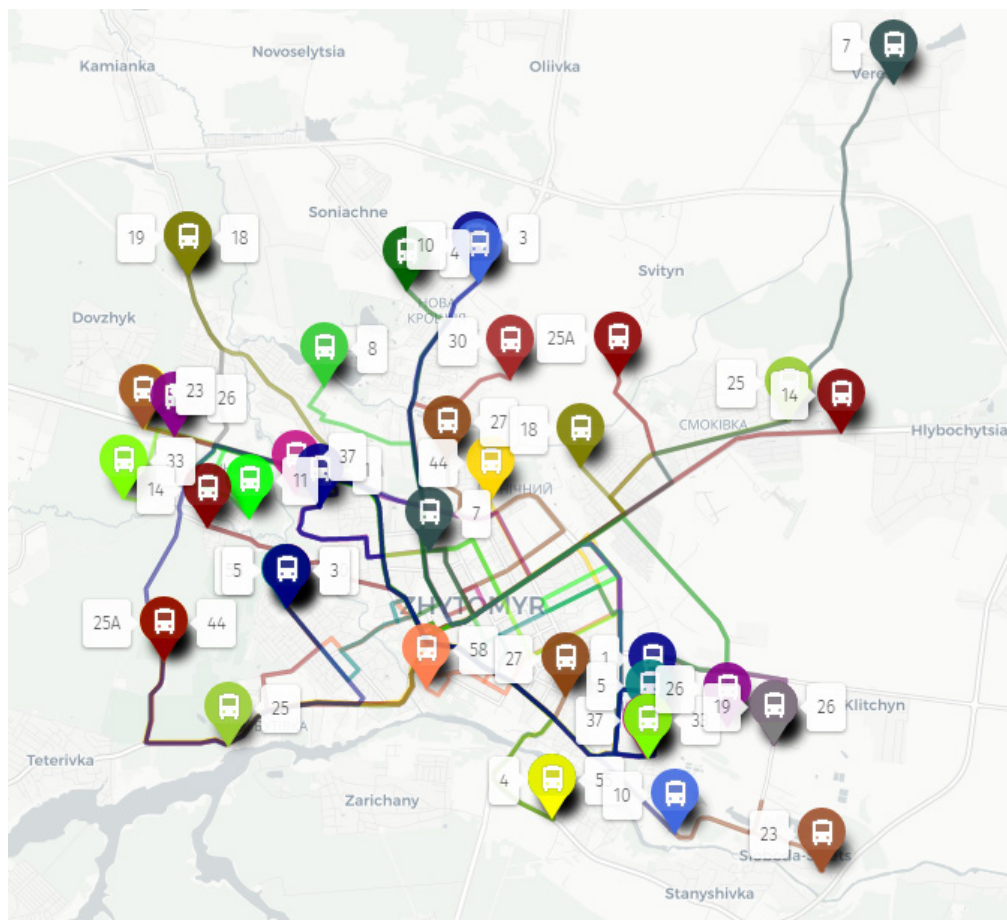 7
Novoselytsia
Kamianka
Oliivka
Soniachne
19
18
10
4
3
Svityn
НОВА
Dovzhyk
30
25A
8
25
14
23
26
27
18
СМОКІВКА
Hlybochytsia
33
37
1
44
14
11
7
5
3
ZHYTOMYR
25A
44
58
27
1
5
26
25
37
33
19
26
Klitchyn
Teterivka
4
5
10
Zarichany
23
Stanyshivka